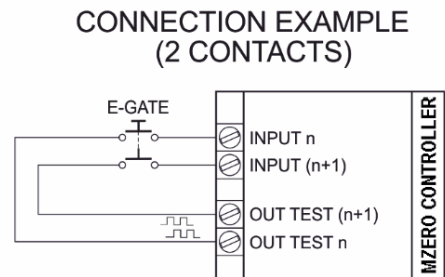 CONNECTION EXAMPLE
(2 CONTACTS)
E-GATE
INPUT n
INPUT (n+1)
OUT TEST (n+1)
OUT TEST n
MZERO CONTROLLER